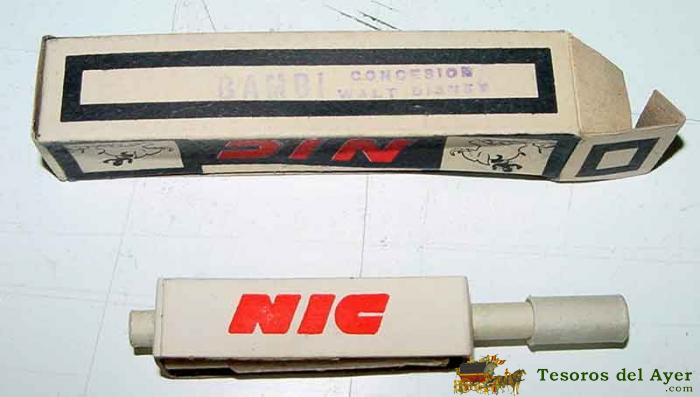 BAMBI CONCESION
WALT DISNEY
NIC
NIC
Tesoros del Ayer
.com